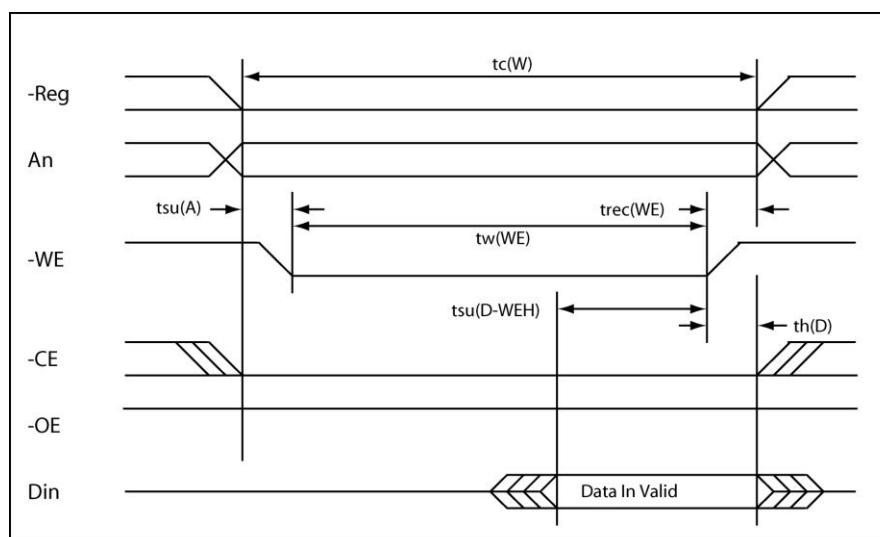 tc(W)
-Reg
An
tsu(A)
trec(WE)
tw(WE)
-WE
tsu(D-WEH)
th(D)
-CE
-OE
Din
Data In Valid